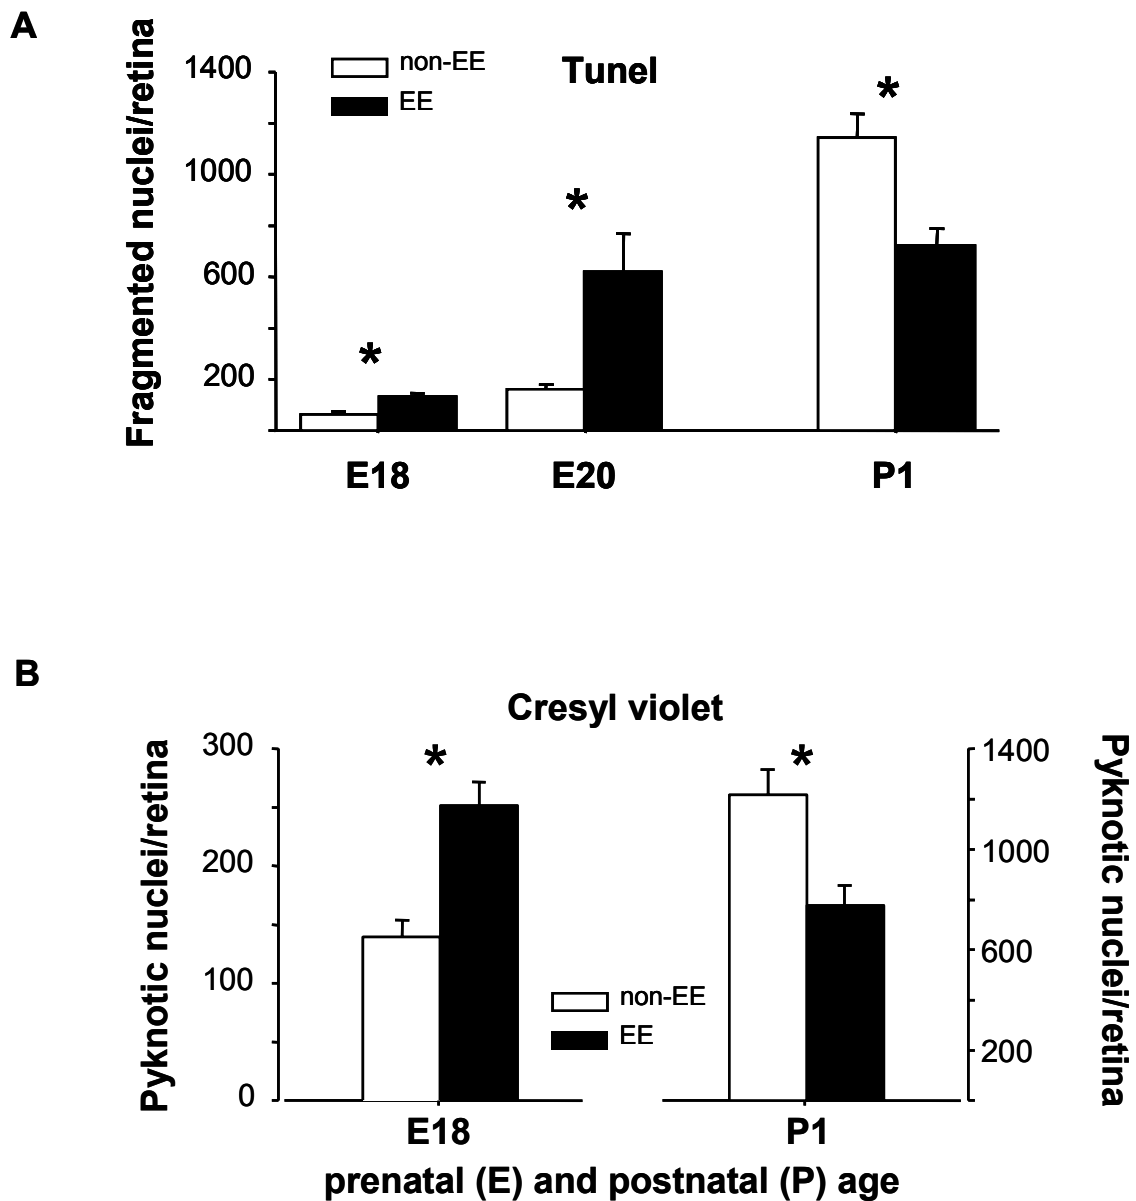 A
Tunel
non-EE
EE
Fragmented nuclei/retina
1400
1000
600
200
*
*
*
E18
E20
P1
B
Cresyl violet
Pyknotic nuclei/retina
300
200
100
0
*
*
non-EE
EE
1400
1000
600
200
Pyknotic nuclei/retina
E18
P1
prenatal (E) and postnatal (P) age